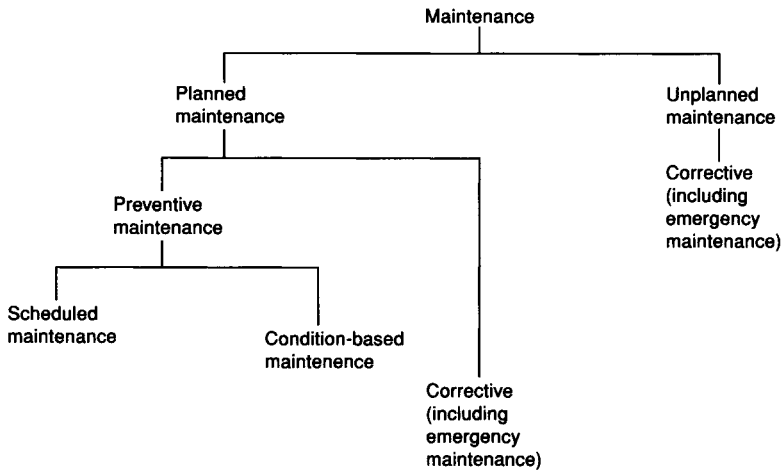 Maintenance
Planned
maintenance
Unplanned
maintenance
Corrective
(including
emergency
maintenance)
Preventive
maintenance
Scheduled
maintenance
Condition-based
maintenence
Corrective
(including
emergency
maintenance)